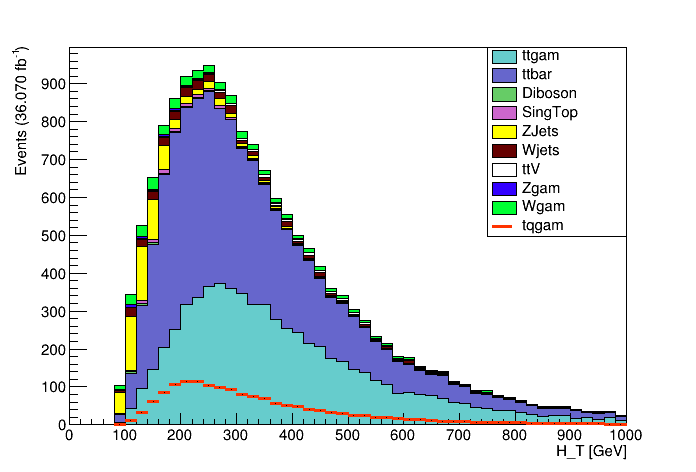 Events (36.070 fb⁻¹)
900
800
700
600
500
400
300
200
100
0
0 100 200 300 400 500 600 700 800 900 1000
H_T [GeV]
ttgam
ttbar
Diboson
SingTop
ZJets
Wjets
ttV
Zgam
Wgam
tqgam